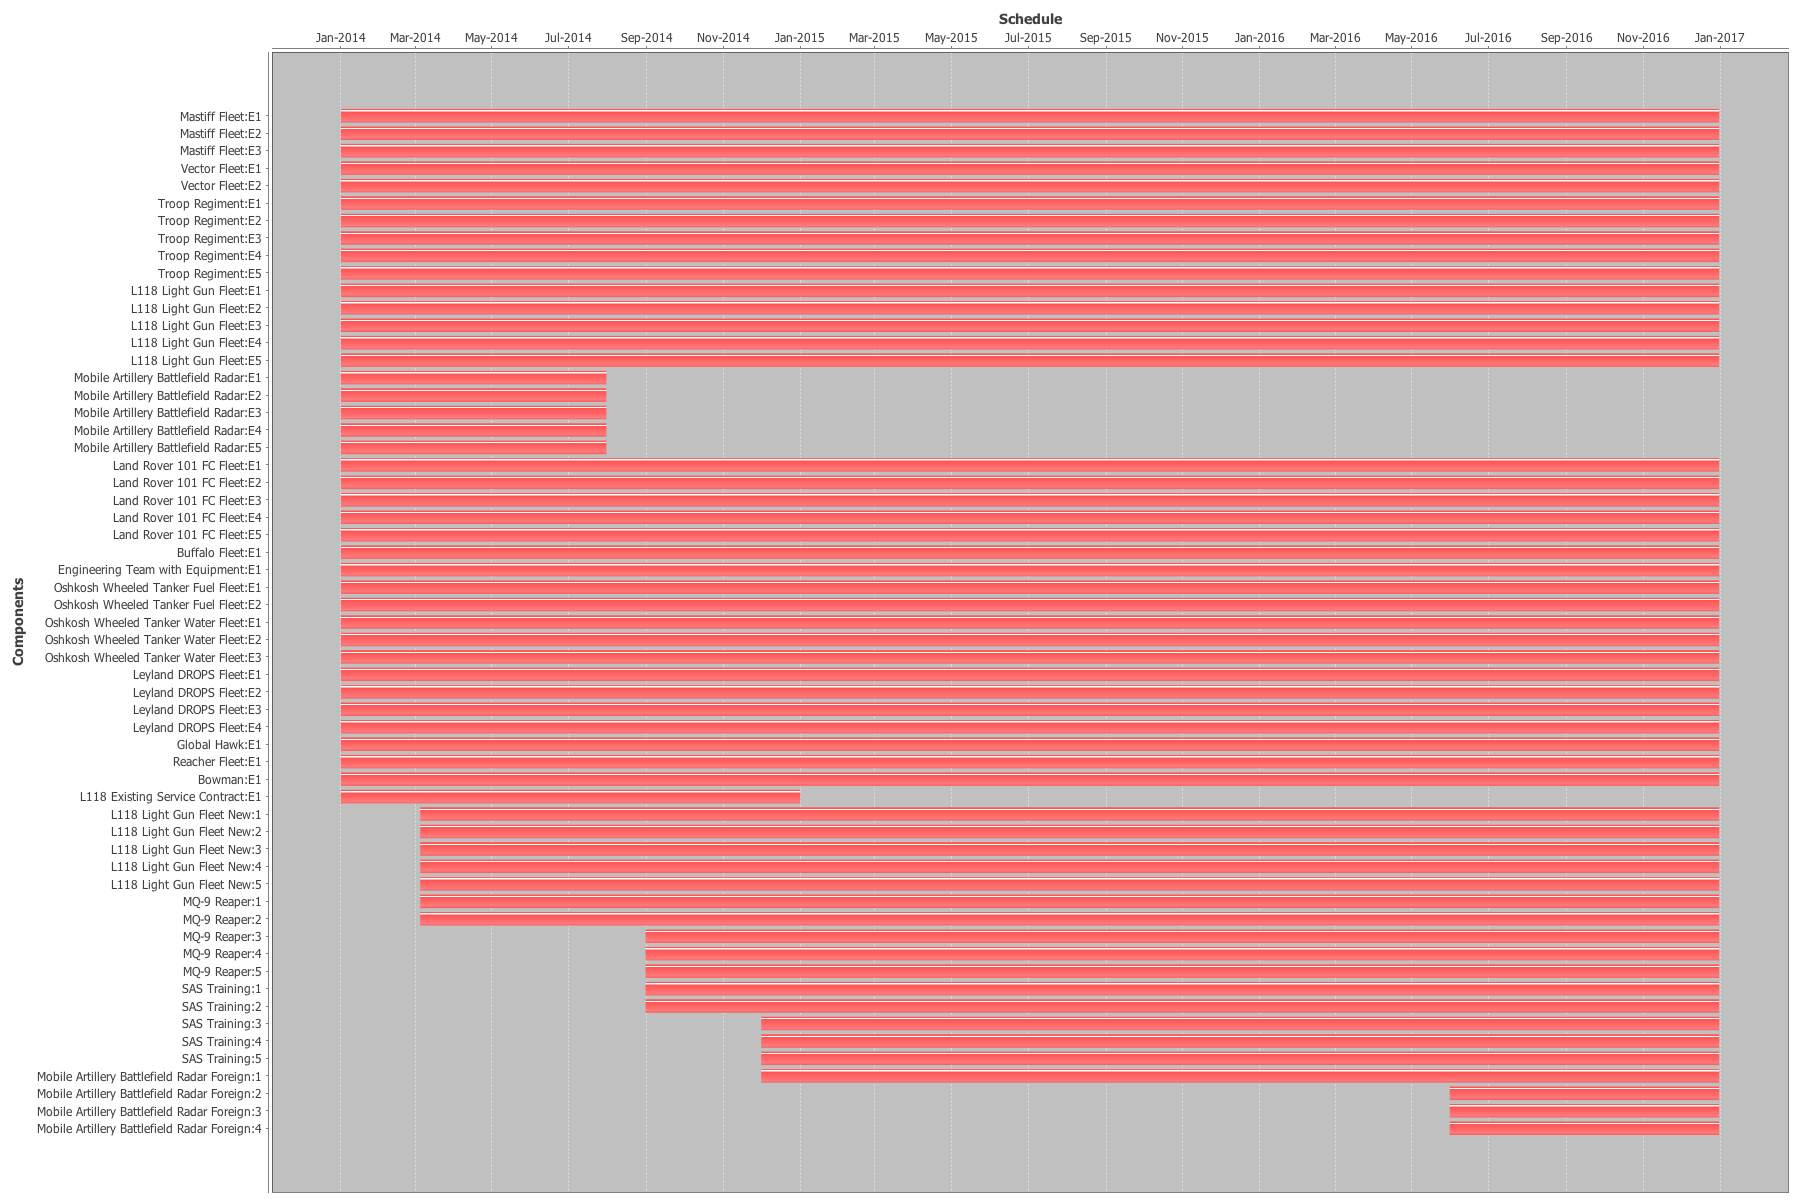 Schedule
Jan-2014 Mar-2014 May-2014 Jul-2014 Sep-2014 Nov-2014 Jan-2015 Mar-2015 May-2015 Jul-2015 Sep-2015 Nov-2015 Jan-2016 Mar-2016 May-2016 Jul-2016 Sep-2016 Nov-2016 Jan-2017
Components
Mastiff Fleet:E1
Mastiff Fleet:E2
Mastiff Fleet:E3
Vector Fleet:E1
Vector Fleet:E2
Troop Regiment:E1
Troop Regiment:E2
Troop Regiment:E3
Troop Regiment:E4
Troop Regiment:E5
L118 Light Gun Fleet:E1
L118 Light Gun Fleet:E2
L118 Light Gun Fleet:E3
L118 Light Gun Fleet:E4
L118 Light Gun Fleet:E5
Mobile Artillery Battlefield Radar:E1
Mobile Artillery Battlefield Radar:E2
Mobile Artillery Battlefield Radar:E3
Mobile Artillery Battlefield Radar:E4
Mobile Artillery Battlefield Radar:E5
Land Rover 101 FC Fleet:E1
Land Rover 101 FC Fleet:E2
Land Rover 101 FC Fleet:E3
Land Rover 101 FC Fleet:E4
Land Rover 101 FC Fleet:E5
Buffalo Fleet:E1
Engineering Team with Equipment:E1
Oshkosh Wheeled Tanker Fuel Fleet:E1
Oshkosh Wheeled Tanker Fuel Fleet:E2
Oshkosh Wheeled Tanker Water Fleet:E1
Oshkosh Wheeled Tanker Water Fleet:E2
Oshkosh Wheeled Tanker Water Fleet:E3
Leyland DROPS Fleet:E1
Leyland DROPS Fleet:E2
Leyland DROPS Fleet:E3
Leyland DROPS Fleet:E4
Global Hawk:E1
Reacher Fleet:E1
Bowman:E1
L118 Existing Service Contract:E1
L118 Light Gun Fleet New:1
L118 Light Gun Fleet New:2
L118 Light Gun Fleet New:3
L118 Light Gun Fleet New:4
L118 Light Gun Fleet New:5
MQ-9 Reaper:1
MQ-9 Reaper:2
MQ-9 Reaper:3
MQ-9 Reaper:4
MQ-9 Reaper:5
SAS Training:1
SAS Training:2
SAS Training:3
SAS Training:4
SAS Training:5
Mobile Artillery Battlefield Radar Foreign:1
Mobile Artillery Battlefield Radar Foreign:2
Mobile Artillery Battlefield Radar Foreign:3
Mobile Artillery Battlefield Radar Foreign:4